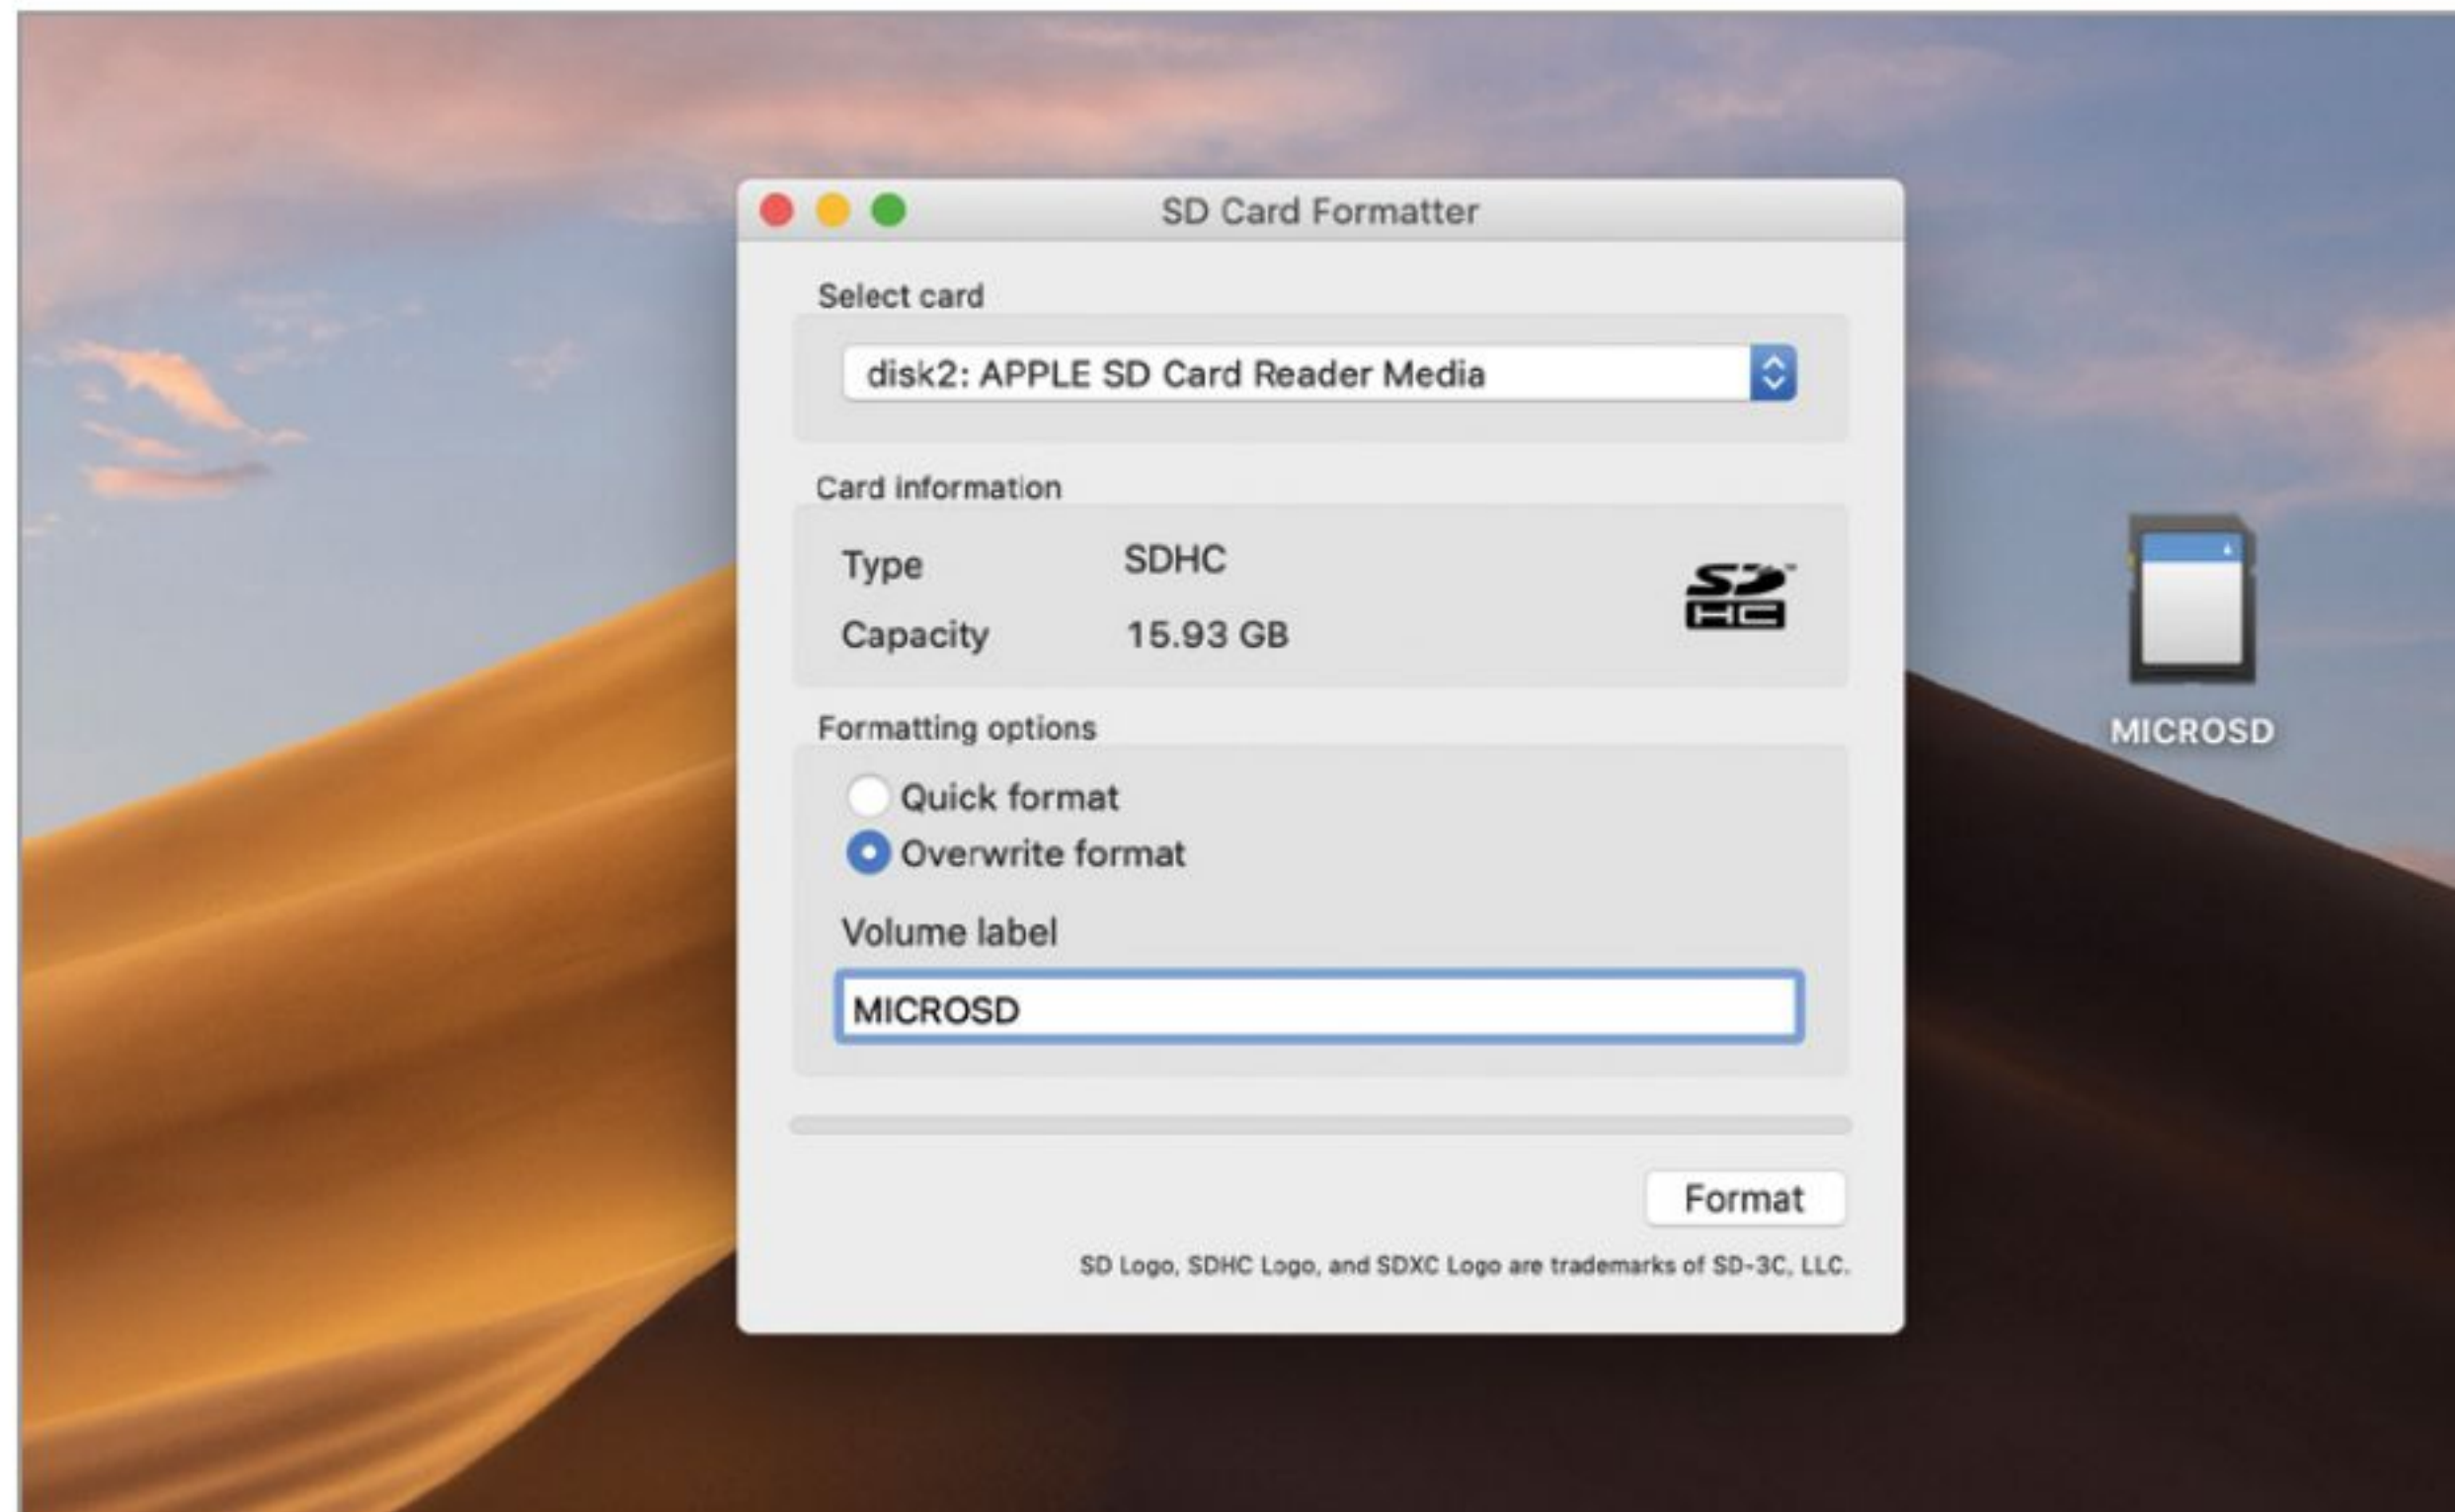 SD Card Formatter
Select card
disk2: APPLE SD Card Reader Media
Card information
Type SDHC
SD HC
Capacity 15.93 GB
Formatting options
Quick format
Overwrite format
Volume label
MICROSD
Format
SD Logo, SDHC Logo, and SDXC Logo are trademarks of SD-3C, LLC.
MICROSD